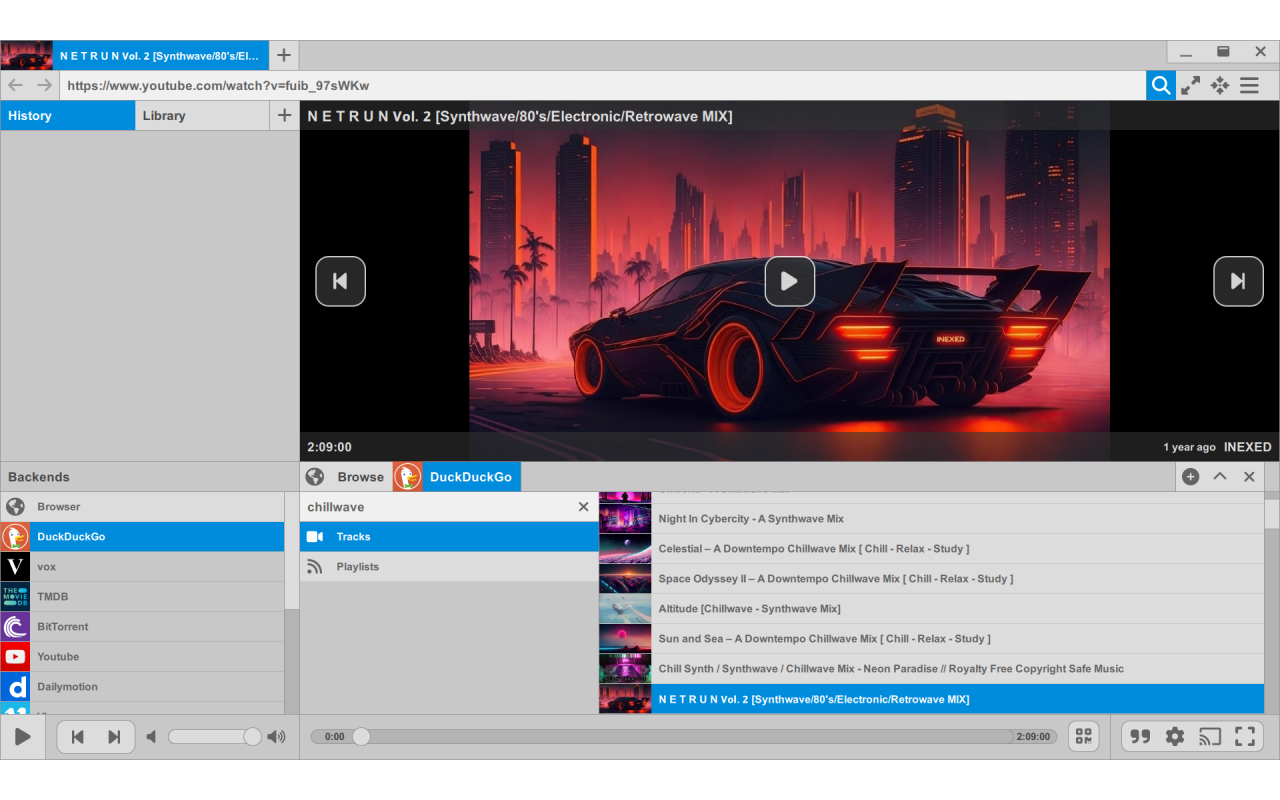 N E T R U N Vol. 2 [Synthwave/80's/El...
https://www.youtube.com/watch?v=fuib_97sWKw
History
Library
N E T R U N Vol. 2 [Synthwave/80's/Electronic/Retrowave MIX]
INEXED
2:09:00
1 year ago INEXED
Backends
Browse
DuckDuckGo
Browser
DuckDuckGo
V
vox
THE MOVIE DB
TMDB
BitTorrent
Youtube
d
Dailymotion
chillwave
Tracks
Playlists
Night In Cybercity - A Synthwave Mix
Celestial – A Downtempo Chillwave Mix [ Chill - Relax - Study ]
Space Odyssey II – A Downtempo Chillwave Mix [ Chill - Relax - Study ]
Altitude [Chillwave - Synthwave Mix]
Sun and Sea – A Downtempo Chillwave Mix [ Chill - Relax - Study ]
Chill Synth / Synthwave / Chillwave Mix - Neon Paradise // Royalty Free Copyright Safe Music
N E T R U N Vol. 2 [Synthwave/80's/Electronic/Retrowave MIX]
0:00
2:09:00